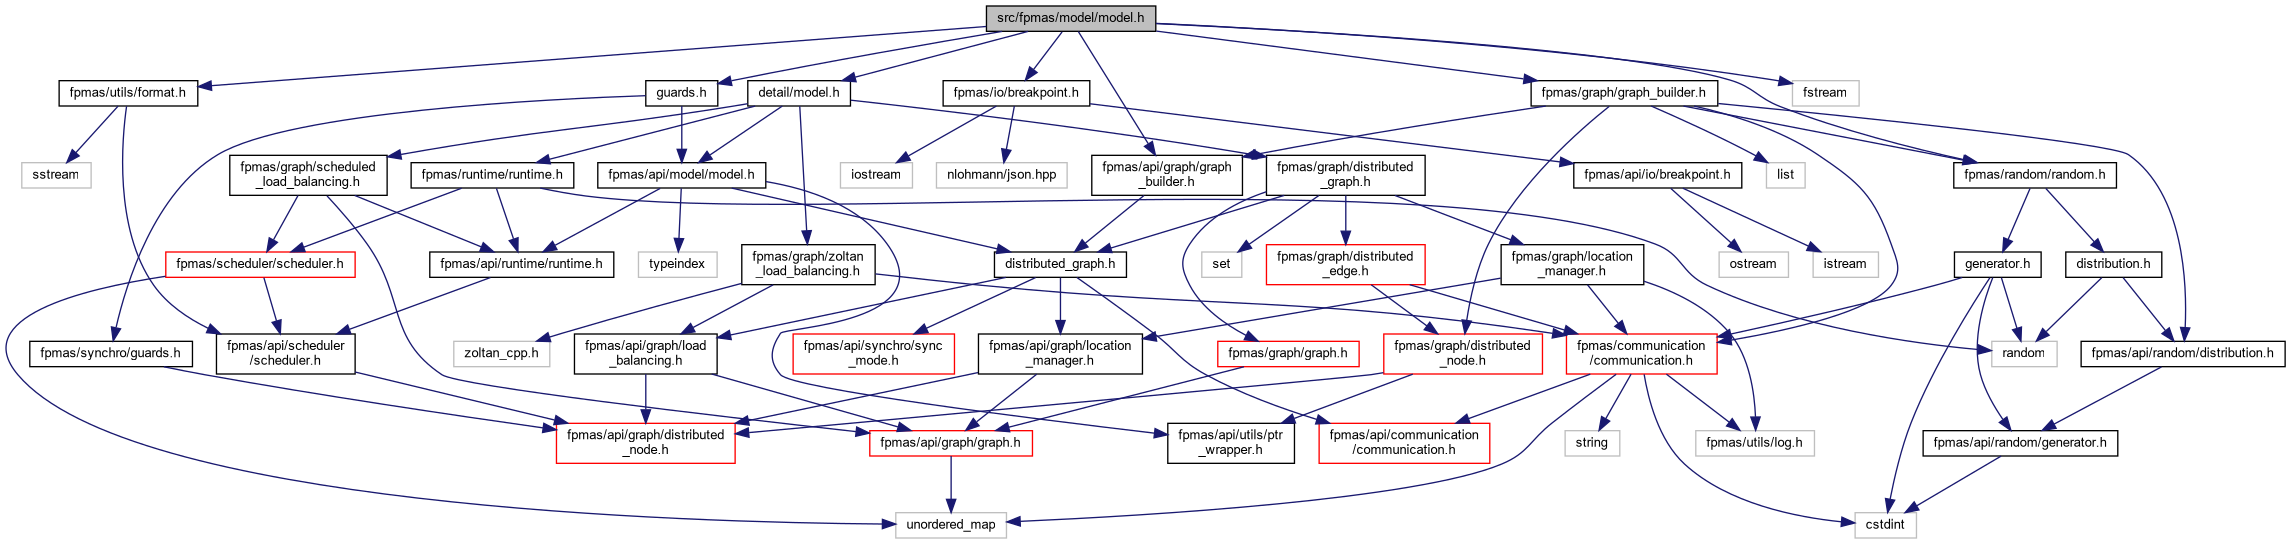 src/fpmas/model/model.h
fpmas/utils/format.h
guards.h
detail/model.h
fpmas/io/breakpoint.h
fpmas/graph/graph_builder.h
fstream
sstream
fpmas/graph/scheduled
_load_balancing.h
fpmas/runtime/runtime.h
fpmas/api/model/model.h
iostream
nlohmann/json.hpp
fpmas/api/graph/graph
_builder.h
fpmas/graph/distributed
_graph.h
fpmas/api/io/breakpoint.h
list
fpmas/random/random.h
fpmas/scheduler/scheduler.h
fpmas/api/runtime/runtime.h
typeindex
fpmas/graph/zoltan
_load_balancing.h
distributed_graph.h
set
fpmas/graph/distributed
_edge.h
fpmas/graph/location
_manager.h
ostream
istream
generator.h
distribution.h
fpmas/synchro/guards.h
fpmas/api/scheduler
/scheduler.h
zoltan_cpp.h
fpmas/api/graph/load
_balancing.h
fpmas/api/synchro/sync
_mode.h
fpmas/api/graph/location
_manager.h
fpmas/graph/graph.h
fpmas/graph/distributed
_node.h
fpmas/communication
/communication.h
random
fpmas/api/random/distribution.h
fpmas/api/graph/distributed
_node.h
fpmas/api/graph/graph.h
fpmas/api/utils/ptr
_wrapper.h
fpmas/api/communication
/communication.h
string
fpmas/utils/log.h
fpmas/api/random/generator.h
unordered_map
cstdint